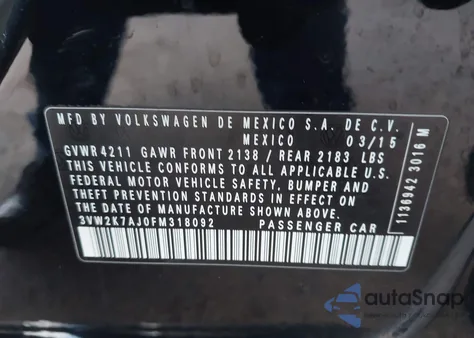 MFD BY VOLKSWAGEN DE MEXICO S.A. DE C.V.
MEXICO 03/15
GVWR 4211 GAWR FRONT 2138 / REAR 2183 LBS
THIS VEHICLE CONFORMS TO ALL APPLICABLE U.S.
FEDERAL MOTOR VEHICLE SAFETY, BUMPER AND
THEFT PREVENTION STANDARDS IN EFFECT ON THE
DATE OF MANUFACTURE SHOWN ABOVE.
3VW2K7AJ0FM318092 PASSENGER CAR
1136942 3016 M
autoSnap